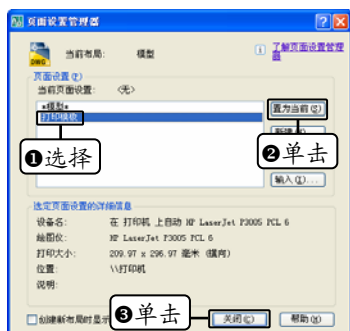 页面设置管理器
当前布局: 模型
了解页面设置管理器
DWG
页面设置(P)
当前页面设置: <无>
*模型*
打印模板
置为当前(S)
❶选择
❷单击
输入(I)...
选定页面设置的详细信息
设备名: 在 打印机 上自动 HP LaserJet P3005 PCL 6
绘图仪: HP LaserJet P3005 PCL 6
打印大小: 209.97 x 296.97 毫米 (横向)
位置: \\打印机
说明:
创建新布局时显示
❸单击
关闭(C)
帮助(H)